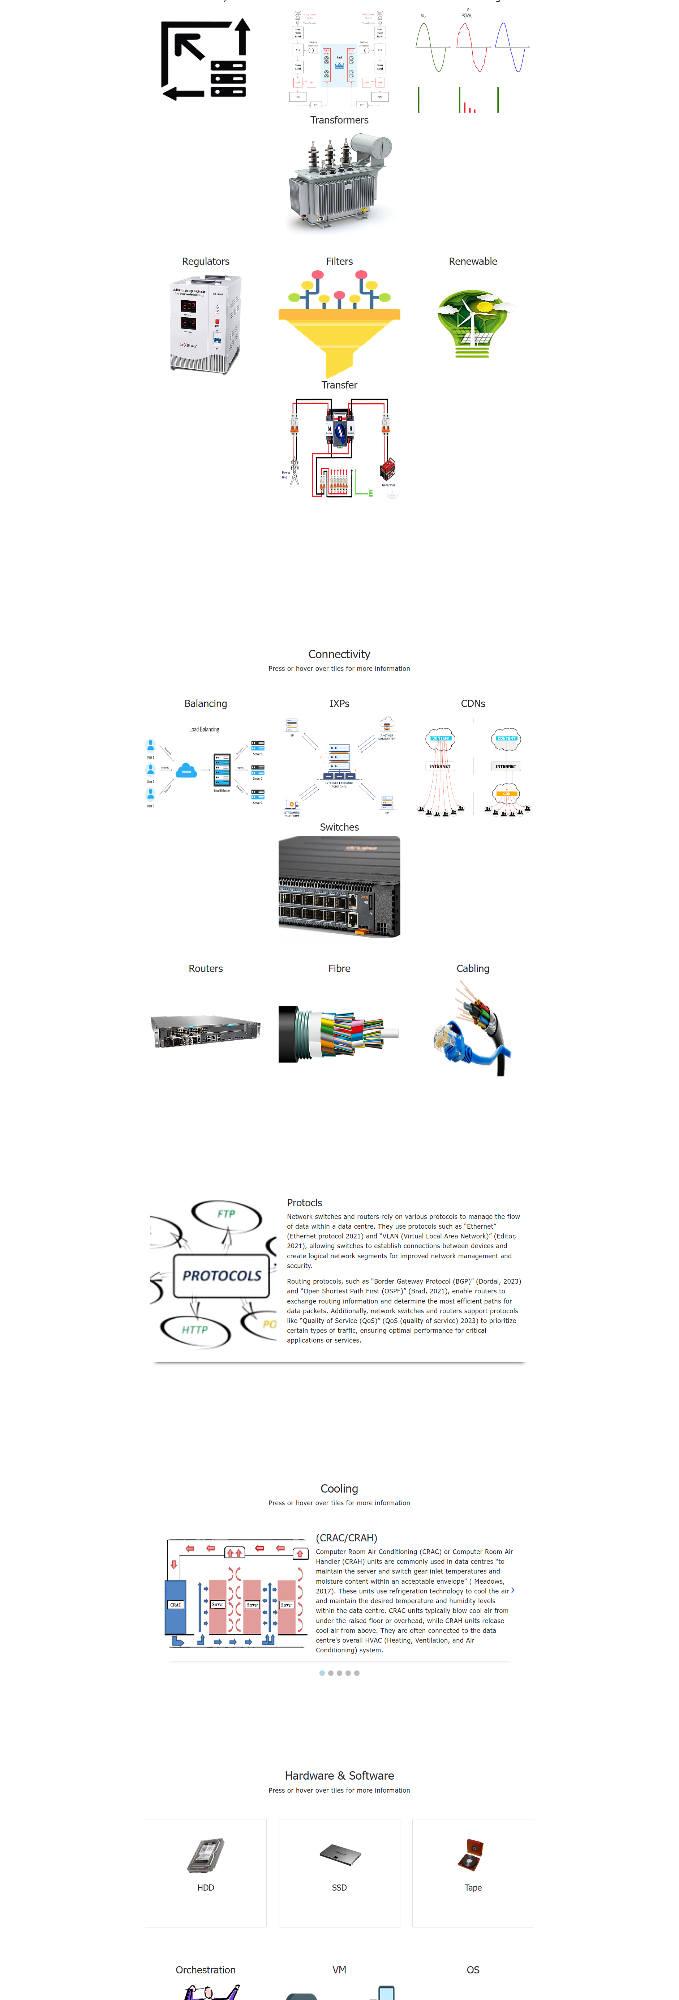 Transformers
Regulators
Filters
Renewable
Transfer
E
Connectivity
Press or hover over tiles for more information
Balancing
IXPs
CDNs
Load Balancing
INTERNET
INTERNET
Switches
Routers
Fibre
Cabling
FTP
PROTOCOLS
HTTP
PO
Protocls
Network switches and routers rely on various protocols to manage the flow
of data within a data centre. They use protocols such as "Ethernet"
(Ethernet protocol 2021) and "VLAN (Virtual Local Area Network)" (Editor,
2021), allowing switches to establish connections between devices and
create logical network segments for improved network management and
security.
Routing protocols, such as "Border Gateway Protocol (BGP)" (Dordal, 2023)
and "Open Shortest Path First (OSPF)" (Brad, 2021), enable routers to
exchange routing information and determine the most efficient paths for
data packets. Additionally, network switches and routers support protocols
like "Quality of Service (QoS)" (QoS (quality of service) 2023) to prioritize
certain types of traffic, ensuring optimal performance for critical
applications or services.
Cooling
Press or hover over tiles for more information
CRAC
Server
Server
Server
(CRAC/CRAH)
Computer Room Air Conditioning (CRAC) or Computer Room Air
Handler (CRAH) units are commonly used in data centres "to
maintain the server and switch gear inlet temperatures and
moisture content within an acceptable envelope" ( Meadows,
2017). These units use refrigeration technology to cool the air
and maintain the desired temperature and humidity levels
within the data centre. CRAC units typically blow cool air from
under the raised floor or overhead, while CRAH units release
cool air from above. They are often connected to the data
centre's overall HVAC (Heating, Ventilation, and Air
Conditioning) system.
Hardware & Software
Press or hover over tiles for more information
HDD
SSD
Tape
Orchestration
VM
OS